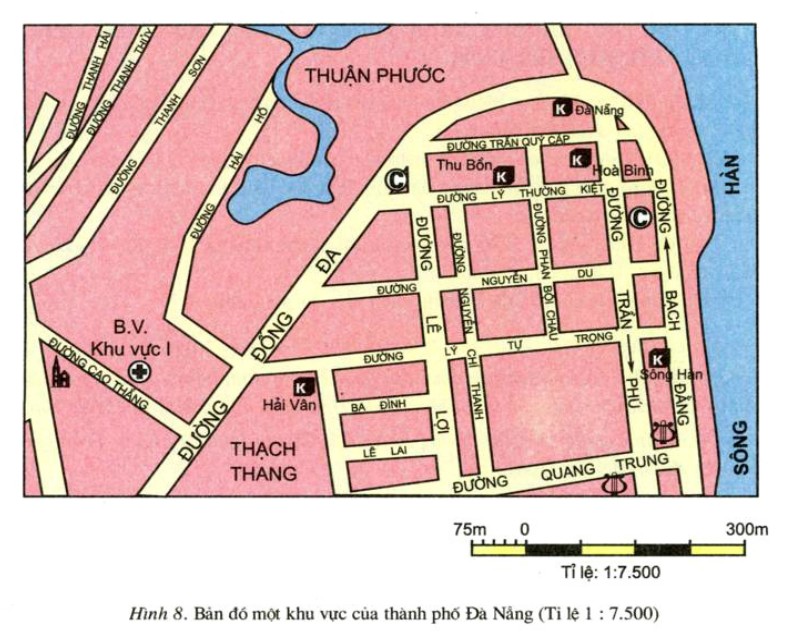 ĐƯỜNG THANH HẢI
ĐƯỜNG THANH THỦY
ĐƯỜNG THANH SƠN
ĐƯỜNG HẢI HỒ
THUẬN PHƯỚC
K Đà Nẵng
ĐƯỜNG TRẦN QUÝ CÁP
Thu Bồn K
K Hoà Bình
C
ĐƯỜNG LÝ THƯỜNG KIỆT
C
HÀN
ĐƯỜNG ĐỐNG ĐA
ĐƯỜNG LÊ LỢI
ĐƯỜNG NGUYỄN CHÍ THANH
ĐƯỜNG PHAN BỘI CHÂU
ĐƯỜNG TRẦN PHÚ
ĐƯỜNG BẠCH ĐẰNG
ĐƯỜNG NGUYỄN DU
B.V.
Khu vực I
ĐƯỜNG CAO THẮNG
ĐƯỜNG LÝ TỰ TRỌNG
K
Sông Hàn
K
Hải Vân
BA ĐÌNH
LÊ LAI
THẠCH
THANG
ĐƯỜNG QUANG TRUNG
SÔNG
75m 0 300m
Tỉ lệ: 1:7.500
Hình 8. Bản đồ một khu vực của thành phố Đà Nẵng (Tỉ lệ 1 : 7.500)